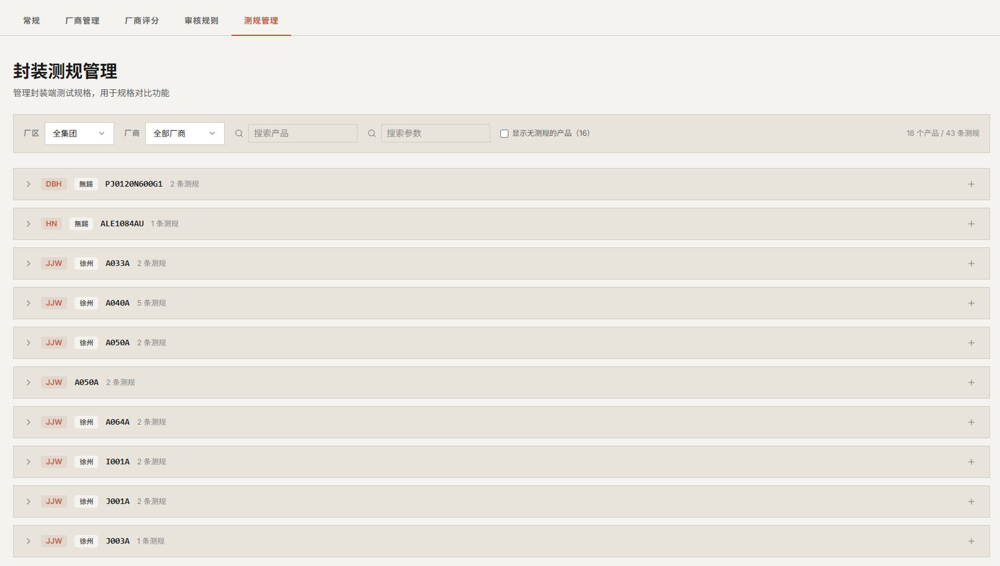 常规 厂商管理 厂商评分 审核规则 测规管理
封装测规管理
管理封装端测试规格，用于规格对比功能
厂区 全集团 厂商 全部厂商 搜索产品 搜索参数 显示无测规的产品（16） 18 个产品 / 43 条测规
DBH 無錫 PJ0120N600G1 2 条测规
HN 無錫 ALE1084AU 1 条测规
JJW 徐州 A033A 2 条测规
JJW 徐州 A040A 5 条测规
JJW 徐州 A050A 2 条测规
JJW A050A 2 条测规
JJW 徐州 A064A 2 条测规
JJW 徐州 I001A 2 条测规
JJW 徐州 J001A 2 条测规
JJW 徐州 J003A 1 条测规